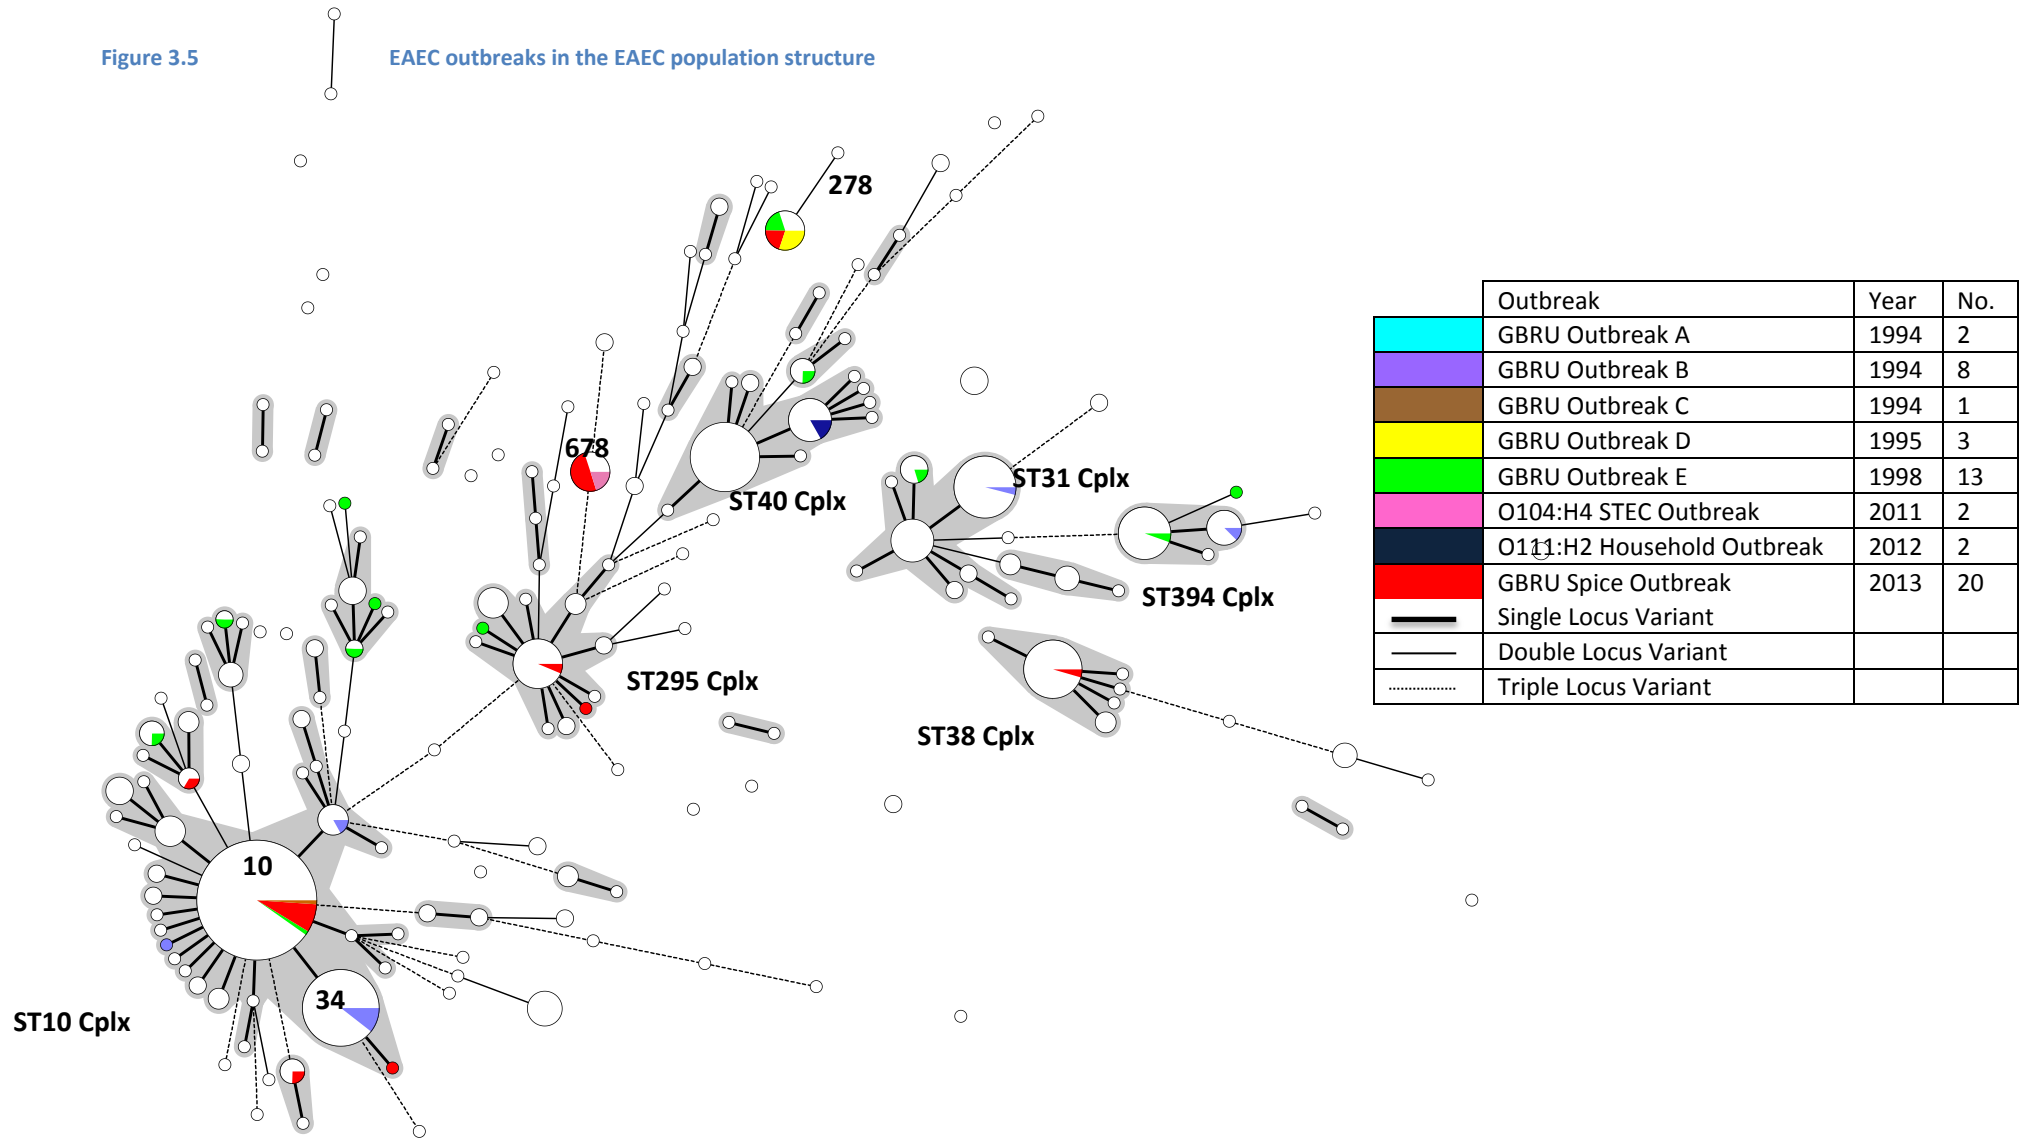 Figure 3.5 EAEC outbreaks in the EAEC population structure
278
678
ST40 Cplx
ST31 Cplx
ST394 Cplx
ST295 Cplx
ST38 Cplx
10
34
ST10 Cplx
Outbreak Year No.
GBRU Outbreak A 1994 2
GBRU Outbreak B 1994 8
GBRU Outbreak C 1994 1
GBRU Outbreak D 1995 3
GBRU Outbreak E 1998 13
O104:H4 STEC Outbreak 2011 2
O111:H2 Household Outbreak 2012 2
GBRU Spice Outbreak 2013 20
Single Locus Variant
Double Locus Variant
Triple Locus Variant